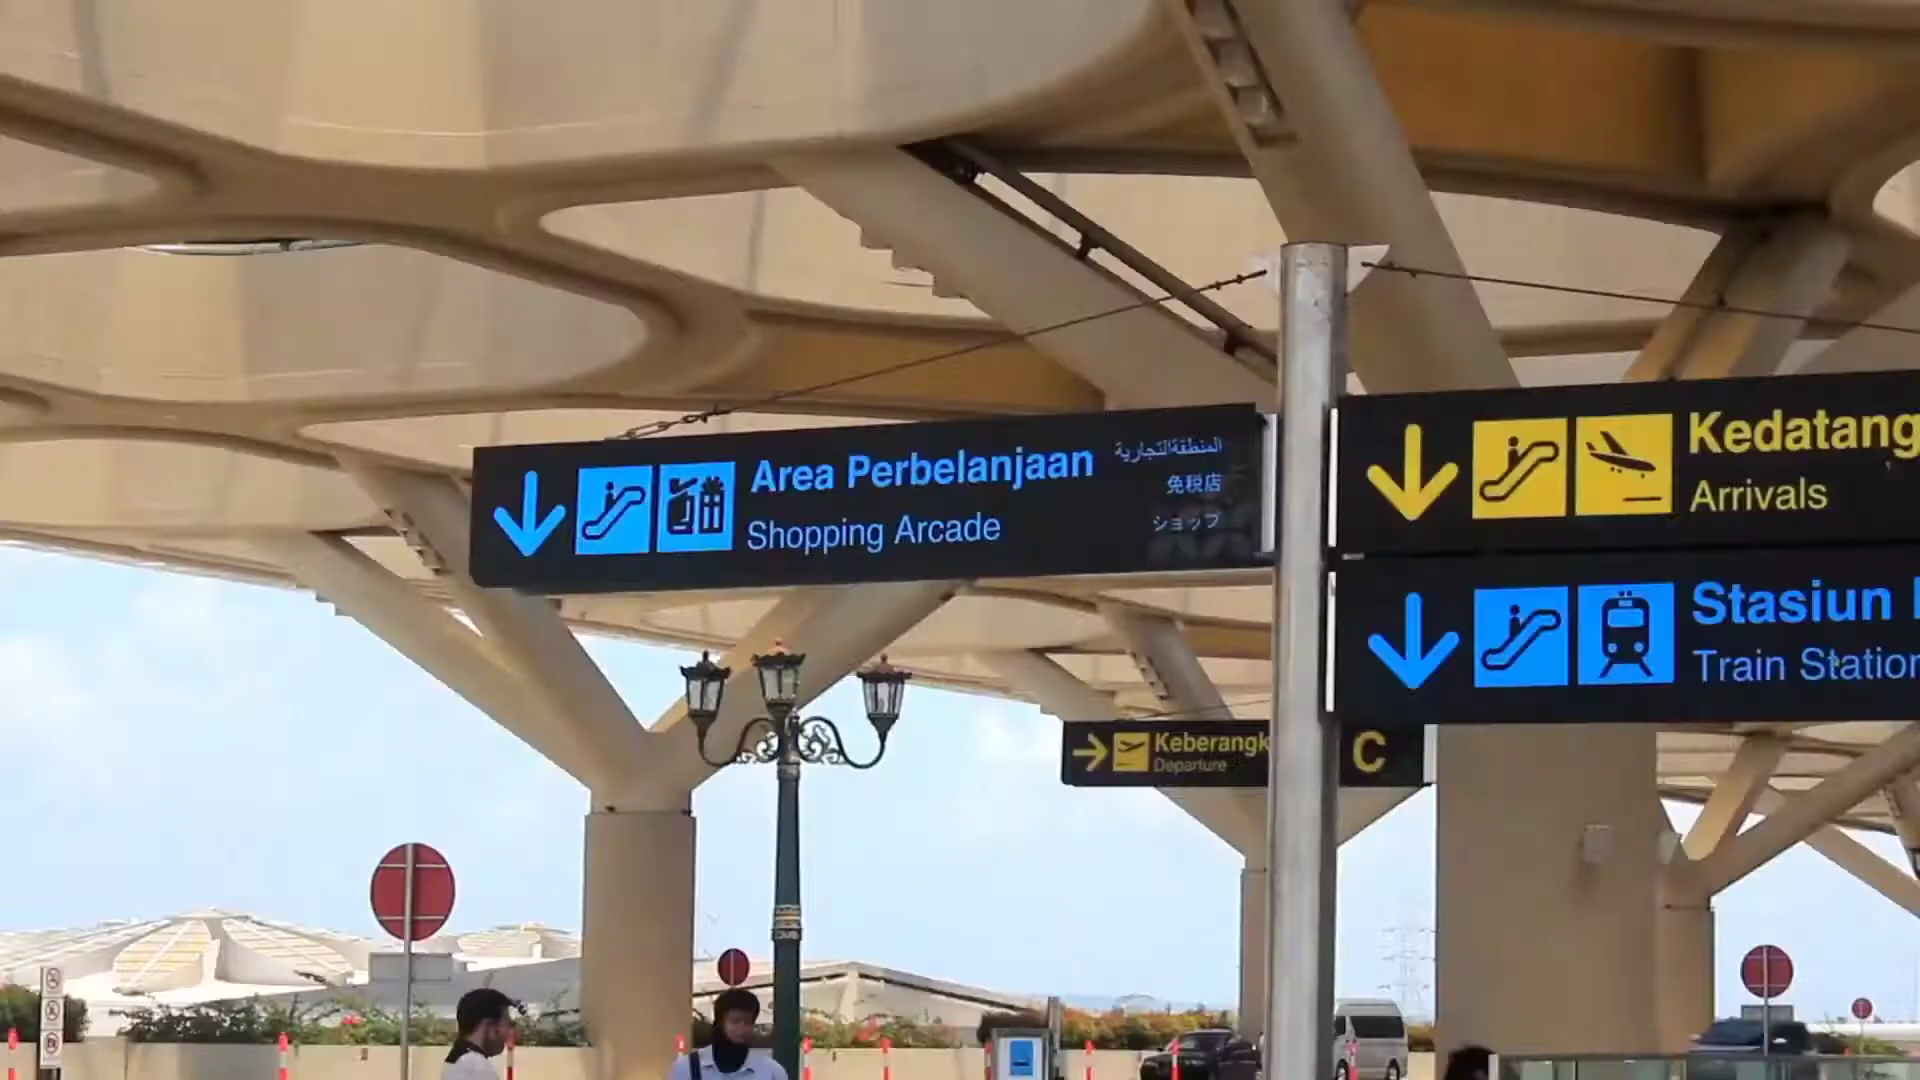 Area Perbelanjaan
Shopping Arcade
المنطقة التجارية
免税店
ショップ
Kedatang
Arrivals
Stasiun
Train Station
Keberangk
Departure
C